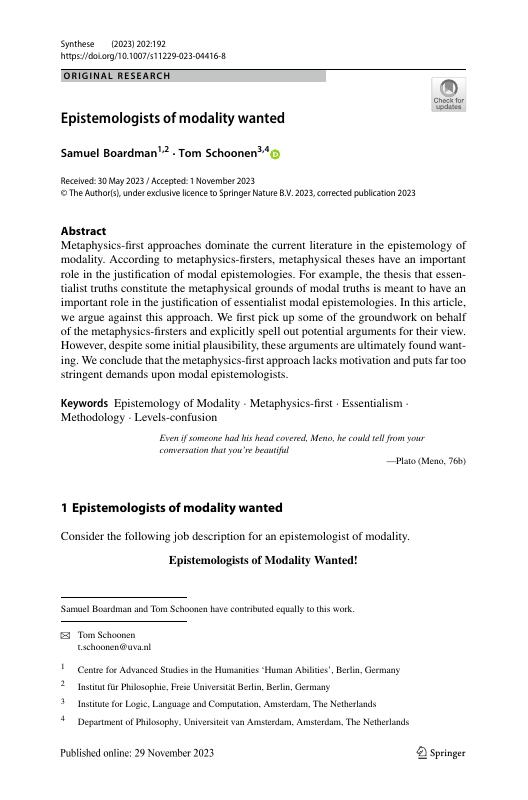 Synthese (2023) 202:192
https://doi.org/10.1007/s11229-023-04416-8
ORIGINAL RESEARCH
Check for
updates
Epistemologists of modality wanted
Samuel Boardman1,2 · Tom Schoonen3,4
Received: 30 May 2023 / Accepted: 1 November 2023
© The Author(s), under exclusive licence to Springer Nature B.V. 2023, corrected publication 2023
Abstract
Metaphysics-first approaches dominate the current literature in the epistemology of
modality. According to metaphysics-firsters, metaphysical theses have an important
role in the justification of modal epistemologies. For example, the thesis that essen-
tialist truths constitute the metaphysical grounds of modal truths is meant to have an
important role in the justification of essentialist modal epistemologies. In this article,
we argue against this approach. We first pick up some of the groundwork on behalf
of the metaphysics-firsters and explicitly spell out potential arguments for their view.
However, despite some initial plausibility, these arguments are ultimately found want-
ing. We conclude that the metaphysics-first approach lacks motivation and puts far too
stringent demands upon modal epistemologists.
Keywords Epistemology of Modality · Metaphysics-first · Essentialism ·
Methodology · Levels-confusion
Even if someone had his head covered, Meno, he could tell from your
conversation that you're beautiful
—Plato (Meno, 76b)
1 Epistemologists of modality wanted
Consider the following job description for an epistemologist of modality.
Epistemologists of Modality Wanted!
Samuel Boardman and Tom Schoonen have contributed equally to this work.
Tom Schoonen
t.schoonen@uva.nl
1 Centre for Advanced Studies in the Humanities 'Human Abilities', Berlin, Germany
2 Institut für Philosophie, Freie Universität Berlin, Berlin, Germany
3 Institute for Logic, Language and Computation, Amsterdam, The Netherlands
4 Department of Philosophy, Universiteit van Amsterdam, Amsterdam, The Netherlands
Published online: 29 November 2023
Springer